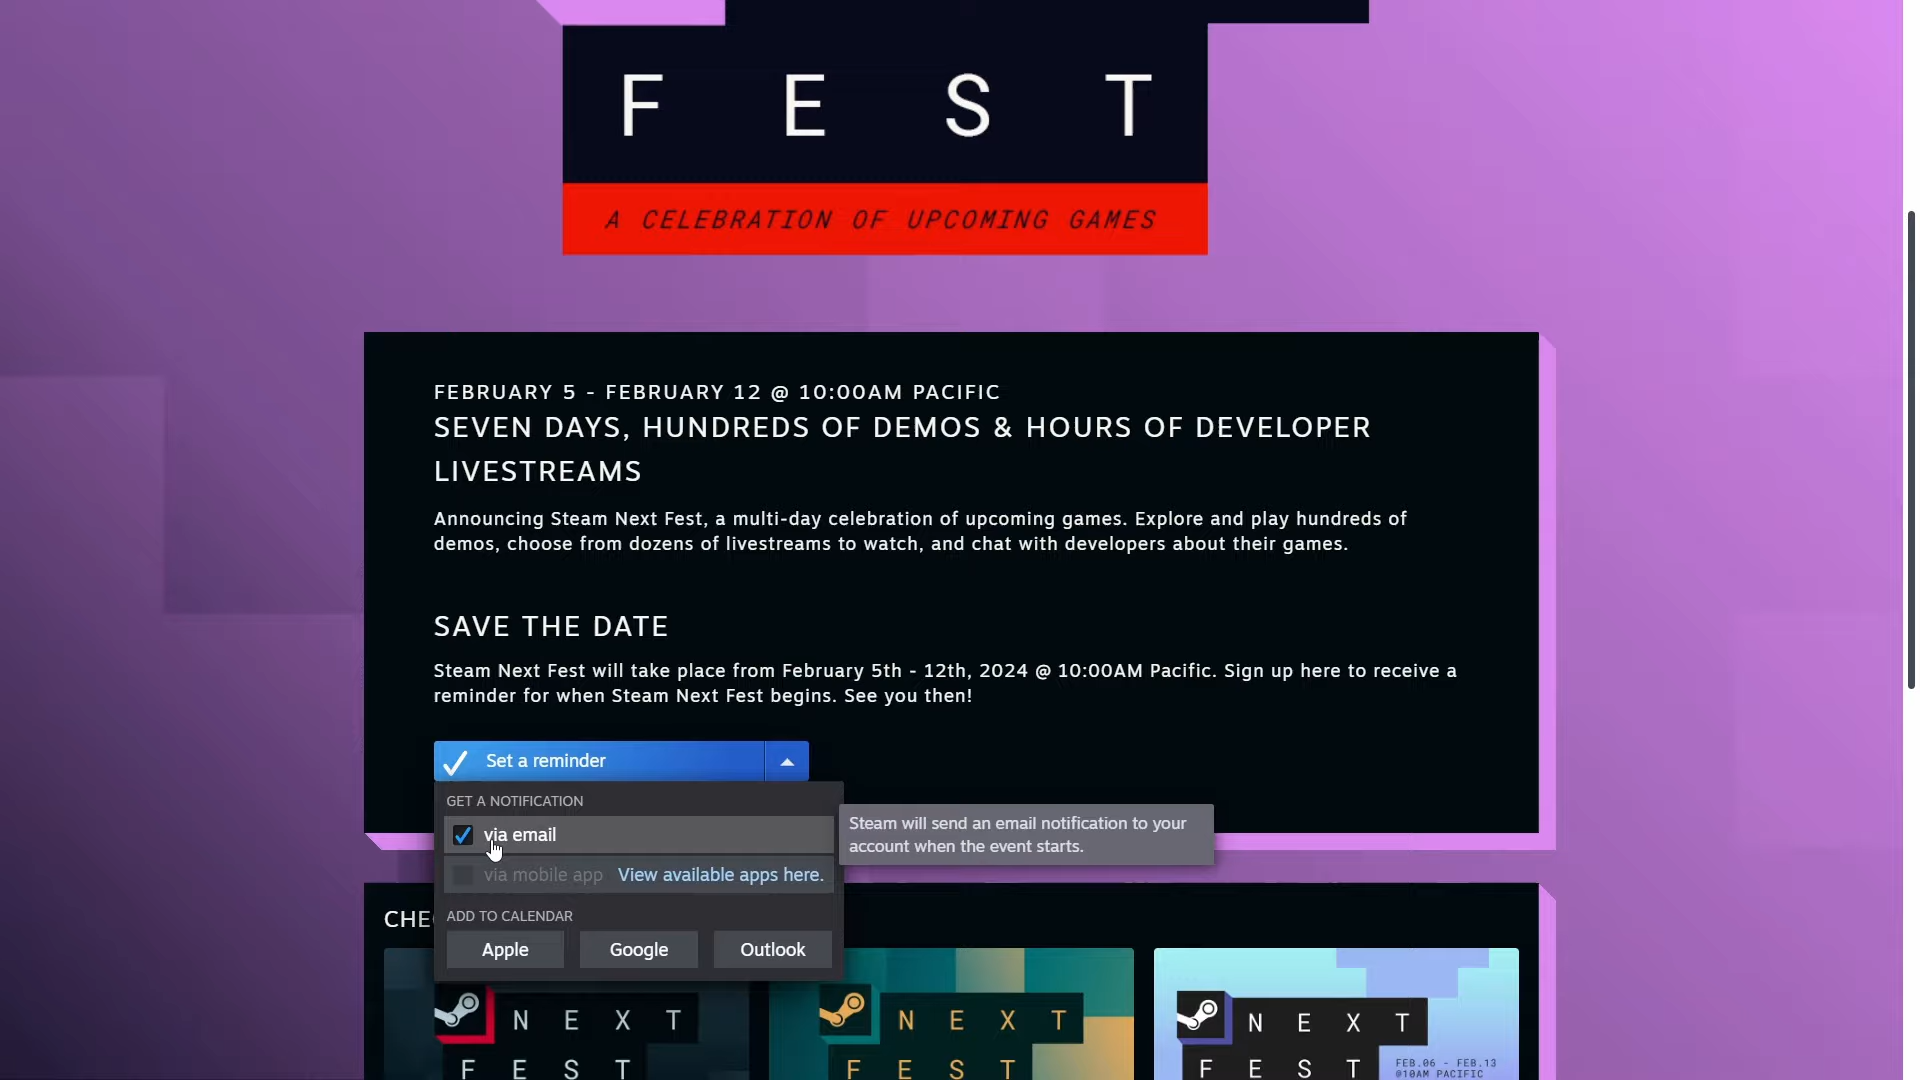 F E S T
A CELEBRATION OF UPCOMING GAMES
FEBRUARY 5 - FEBRUARY 12 @ 10:00AM PACIFIC
SEVEN DAYS, HUNDREDS OF DEMOS & HOURS OF DEVELOPER
LIVESTREAMS
Announcing Steam Next Fest, a multi-day celebration of upcoming games. Explore and play hundreds of
demos, choose from dozens of livestreams to watch, and chat with developers about their games.
SAVE THE DATE
Steam Next Fest will take place from February 5th - 12th, 2024 @ 10:00AM Pacific. Sign up here to receive a
reminder for when Steam Next Fest begins. See you then!
Set a reminder
GET A NOTIFICATION
via email
Steam will send an email notification to your
account when the event starts.
via mobile app View available apps here.
CHE
ADD TO CALENDAR
Apple Google Outlook
N E X T
F E S T
N E X T
F E S T
N E X T
F E S T
FEB.06 - FEB.13
@10AM PACIFIC